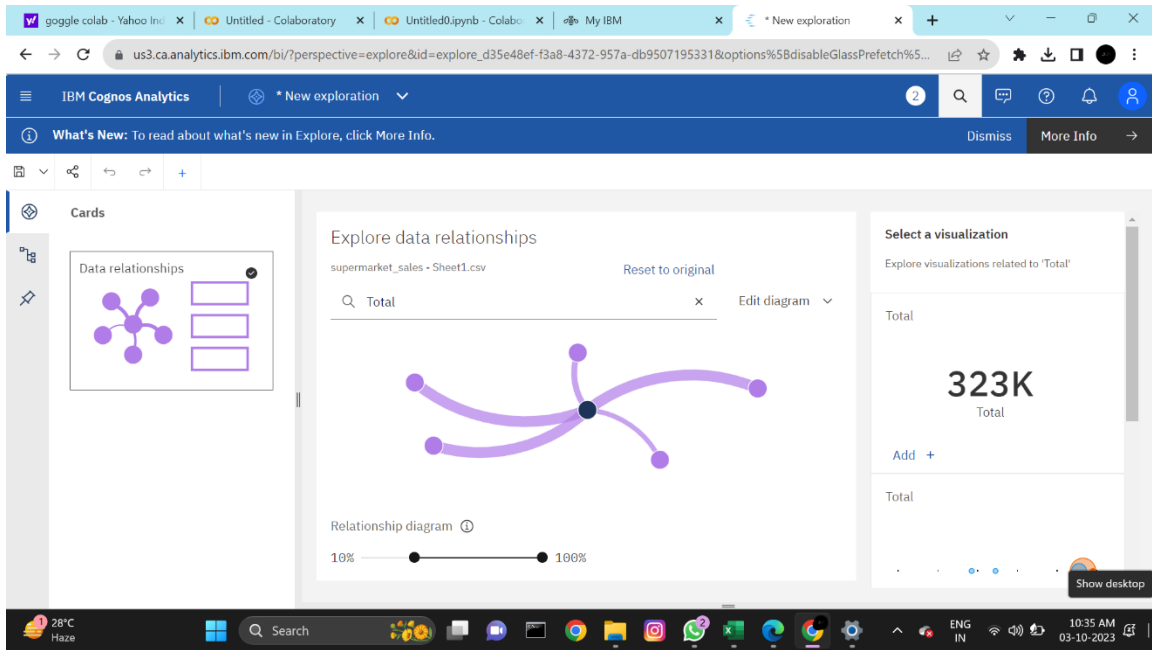 goggle colab - Yahoo Ind
Untitled - Colaboratory
Untitled0.ipynb - Colabo
My IBM
* New exploration
us3.ca.analytics.ibm.com/bi/?perspective=explore&id=explore_d35e48ef-f3a8-4372-957a-db9507195331&options%5BdisableGlassPrefetch%5...
IBM Cognos Analytics
* New exploration
2
What's New: To read about what's new in Explore, click More Info.
Dismiss
More Info
Cards
Data relationships
Explore data relationships
supermarket_sales - Sheet1.csv
Reset to original
Total
Edit diagram
Relationship diagram
10%
100%
Select a visualization
Explore visualizations related to 'Total'
Total
323K
Total
Add +
Total
Show desktop
1
28°C
Haze
Search
2
ENG
IN
10:35 AM
03-10-2023